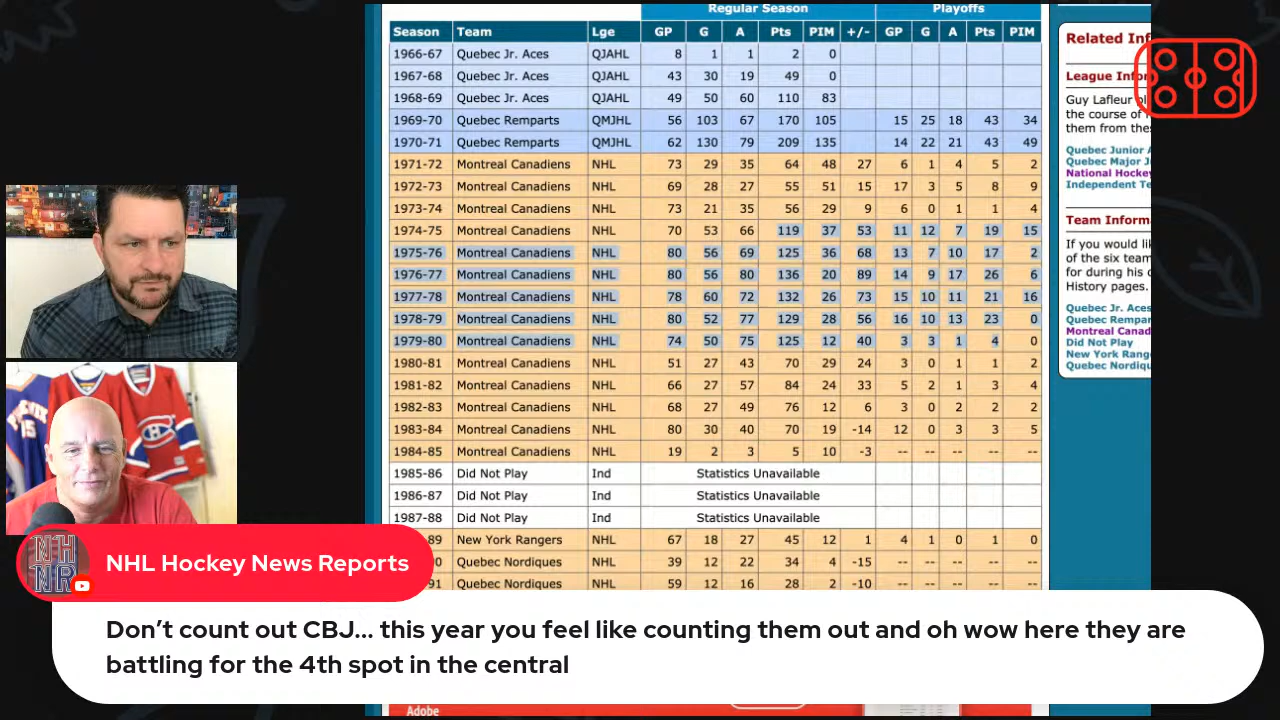 Regular Season Playoffs
Season Team Lge GP G A Pts PIM +/- GP G A Pts PIM
1966-67 Quebec Jr. Aces QJAHL 8 1 1 2 0
1967-68 Quebec Jr. Aces QJAHL 43 30 19 49 0
1968-69 Quebec Jr. Aces QJAHL 49 50 60 110 83
1969-70 Quebec Remparts QMJHL 56 103 67 170 105 15 25 18 43 34
1970-71 Quebec Remparts QMJHL 62 130 79 209 135 14 22 21 43 49
1971-72 Montreal Canadiens NHL 73 29 35 64 48 27 6 1 4 5 2
1972-73 Montreal Canadiens NHL 69 28 27 55 51 15 17 3 5 8 9
1973-74 Montreal Canadiens NHL 73 21 35 56 29 9 6 0 1 1 4
1974-75 Montreal Canadiens NHL 70 53 66 119 37 53 11 12 7 19 15
1975-76 Montreal Canadiens NHL 80 56 69 125 36 68 13 7 10 17 2
1976-77 Montreal Canadiens NHL 80 56 80 136 20 89 14 9 17 26 6
1977-78 Montreal Canadiens NHL 78 60 72 132 26 73 15 10 11 21 16
1978-79 Montreal Canadiens NHL 80 52 77 129 28 56 16 10 13 23 0
1979-80 Montreal Canadiens NHL 74 50 75 125 12 40 3 3 1 4 0
1980-81 Montreal Canadiens NHL 51 27 43 70 29 24 3 0 1 1 2
1981-82 Montreal Canadiens NHL 66 27 57 84 24 33 5 2 1 3 4
1982-83 Montreal Canadiens NHL 68 27 49 76 12 6 3 0 2 2 2
1983-84 Montreal Canadiens NHL 80 30 40 70 19 -14 12 0 3 3 5
1984-85 Montreal Canadiens NHL 19 2 3 5 10 -3 -- -- -- -- --
1985-86 Did Not Play Ind Statistics Unavailable
1986-87 Did Not Play Ind Statistics Unavailable
1987-88 Did Not Play Ind Statistics Unavailable
89 New York Rangers NHL 67 18 27 45 12 1 4 1 0 1 0
0 Quebec Nordiques NHL 39 12 22 34 4 -15 -- -- -- -- --
91 Quebec Nordiques NHL 59 12 16 28 2 -10 -- -- -- -- --
Related Inf
League Infor
Guy Lafleur pl
the course of
them from thes
Quebec Junior A
Quebec Major J
National Hockey
Independent Te
Team Inform
If you would lik
of the six team
for during his
History pages.
Quebec Jr. Aces
Quebec Rempar
Montreal Canad
Did Not Play
New York Range
Quebec Nordiqu
15
NH
NR
NHL Hockey News Reports
Don’t count out CBJ... this year you feel like counting them out and oh wow here they are
battling for the 4th spot in the central
Adobe